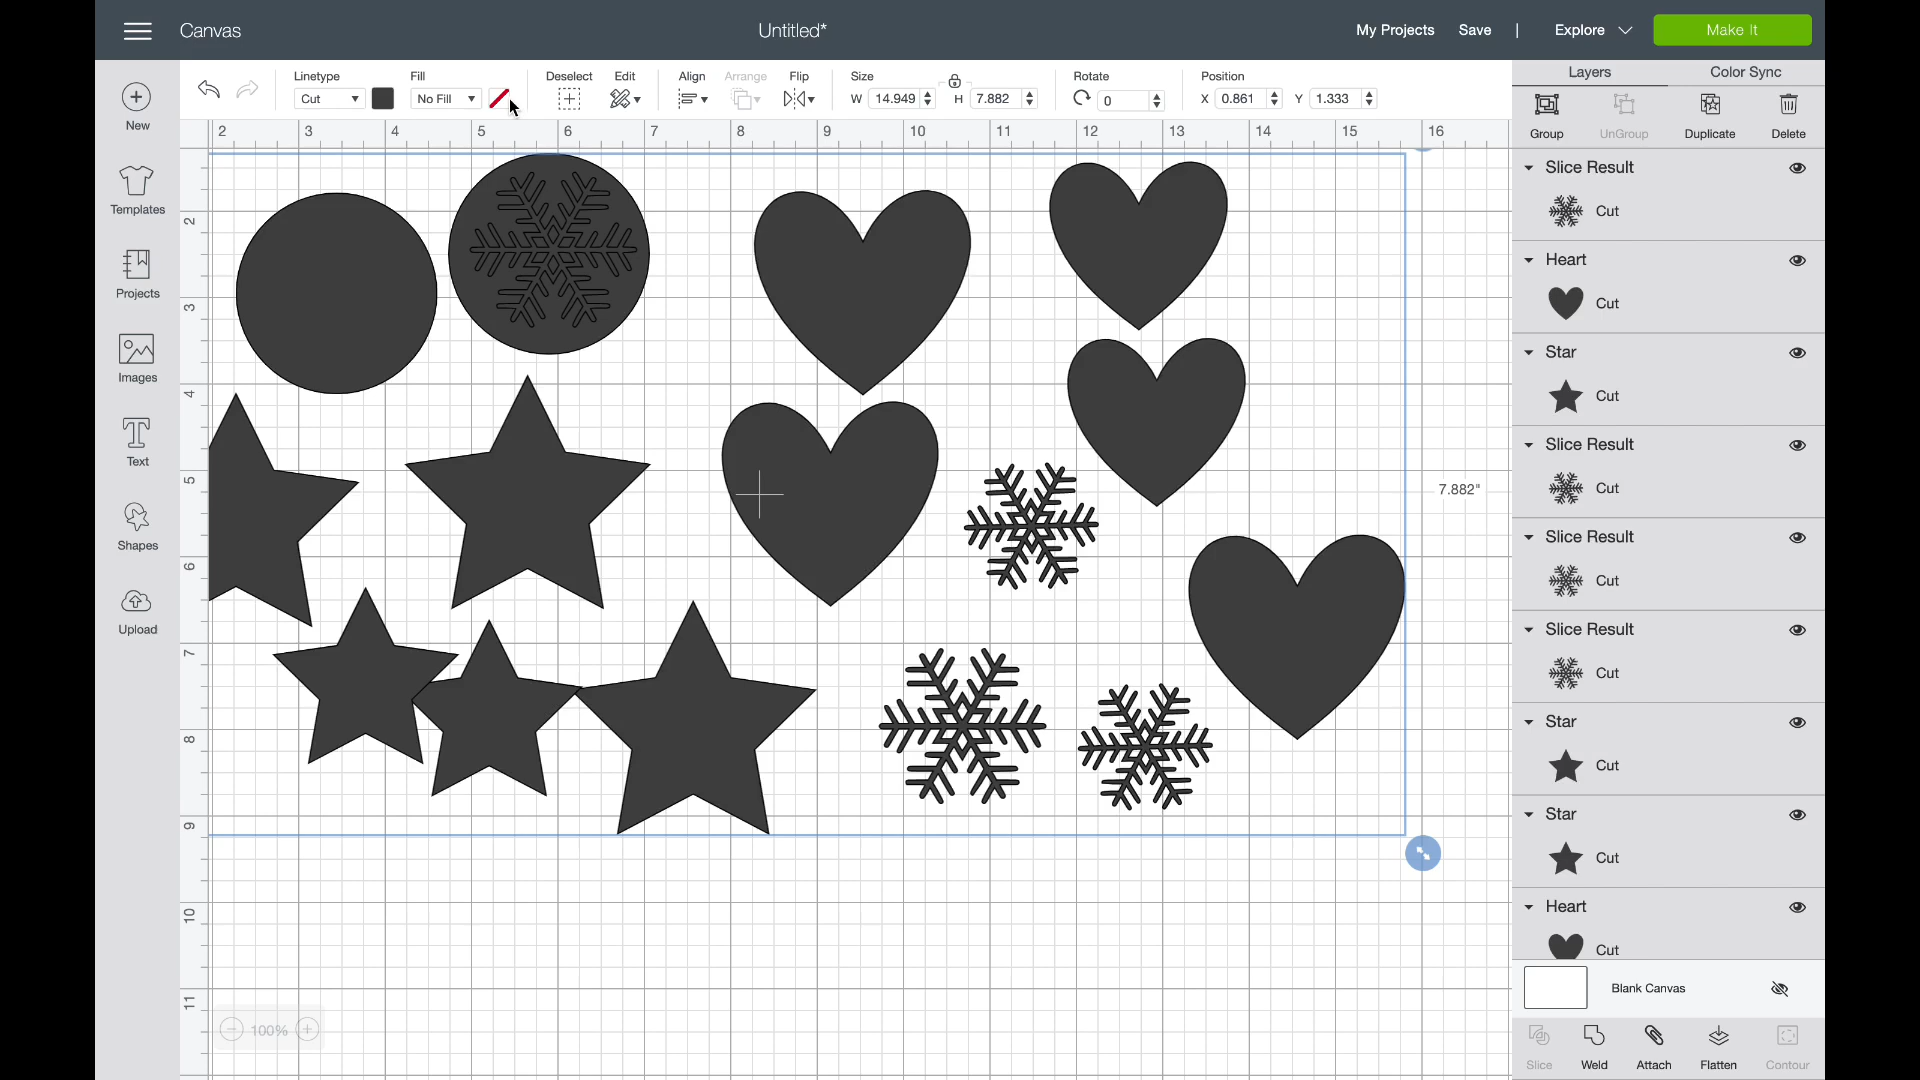 Canvas
Untitled*
My Projects
Save
|
Explore
Make It
Linetype
Cut
Fill
No Fill
Deselect
Edit
Align
Arrange
Flip
Size
W 14.949
H 7.882
Rotate
0
Position
X 0.861
Y 1.333
Layers
Color Sync
Group
UnGroup
Duplicate
Delete
New
Templates
Projects
Images
Text
Shapes
Upload
2 3 4 5 6 7 8 9 10 11 12 13 14 15 16
2
3
4
5
6
7
8
9
10
11
7.882"
100%
Slice Result
Cut
Heart
Cut
Star
Cut
Slice Result
Cut
Slice Result
Cut
Slice Result
Cut
Star
Cut
Star
Cut
Heart
Cut
Blank Canvas
Slice
Weld
Attach
Flatten
Contour